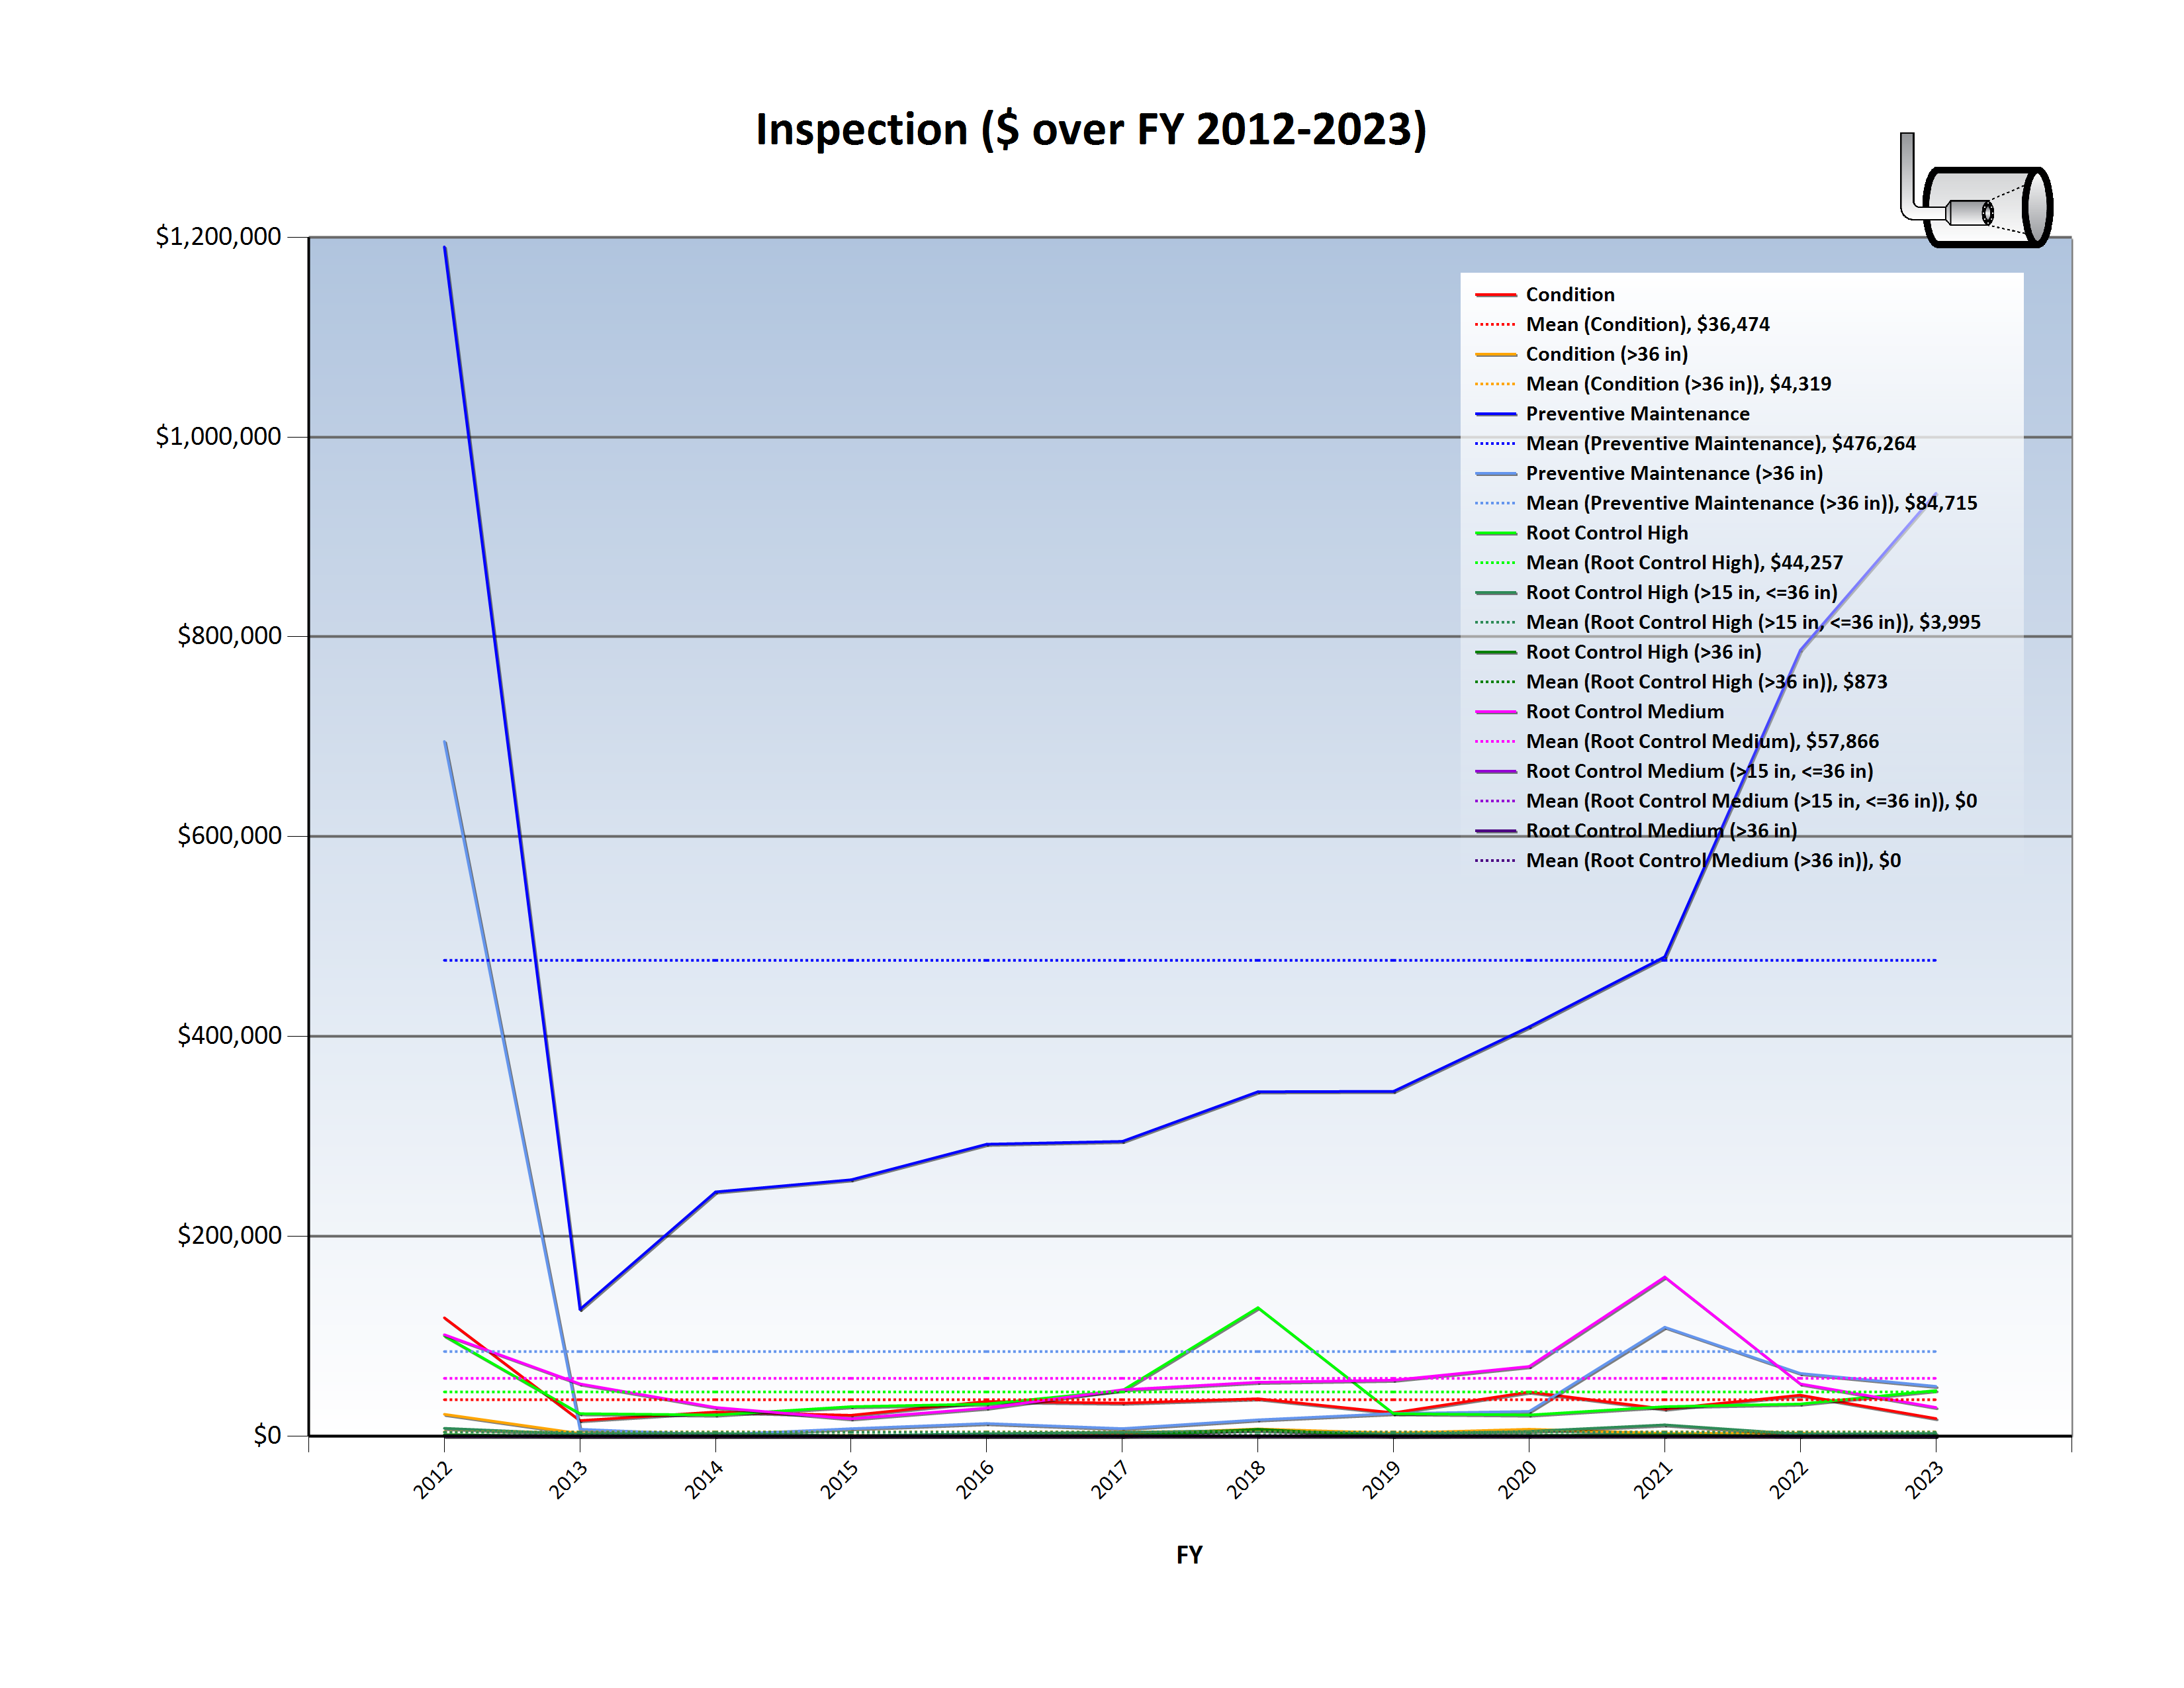 Inspection ($ over FY 2012-2023)
$1,200,000
$1,000,000
$800,000
$600,000
$400,000
$200,000
$0
Condition
Mean (Condition), $36,474
Condition (>36 in)
Mean (Condition (>36 in)), $4,319
Preventive Maintenance
Mean (Preventive Maintenance), $476,264
Preventive Maintenance (>36 in)
Mean (Preventive Maintenance (>36 in)), $84,715
Root Control High
Mean (Root Control High), $44,257
Root Control High (>15 in, <=36 in)
Mean (Root Control High (>15 in, <=36 in)), $3,995
Root Control High (>36 in)
Mean (Root Control High (>36 in)), $873
Root Control Medium
Mean (Root Control Medium), $57,866
Root Control Medium (>15 in, <=36 in)
Mean (Root Control Medium (>15 in, <=36 in)), $0
Root Control Medium (>36 in)
Mean (Root Control Medium (>36 in)), $0
2012
2013
2014
2015
2016
2017
2018
2019
2020
2021
2022
2023
FY